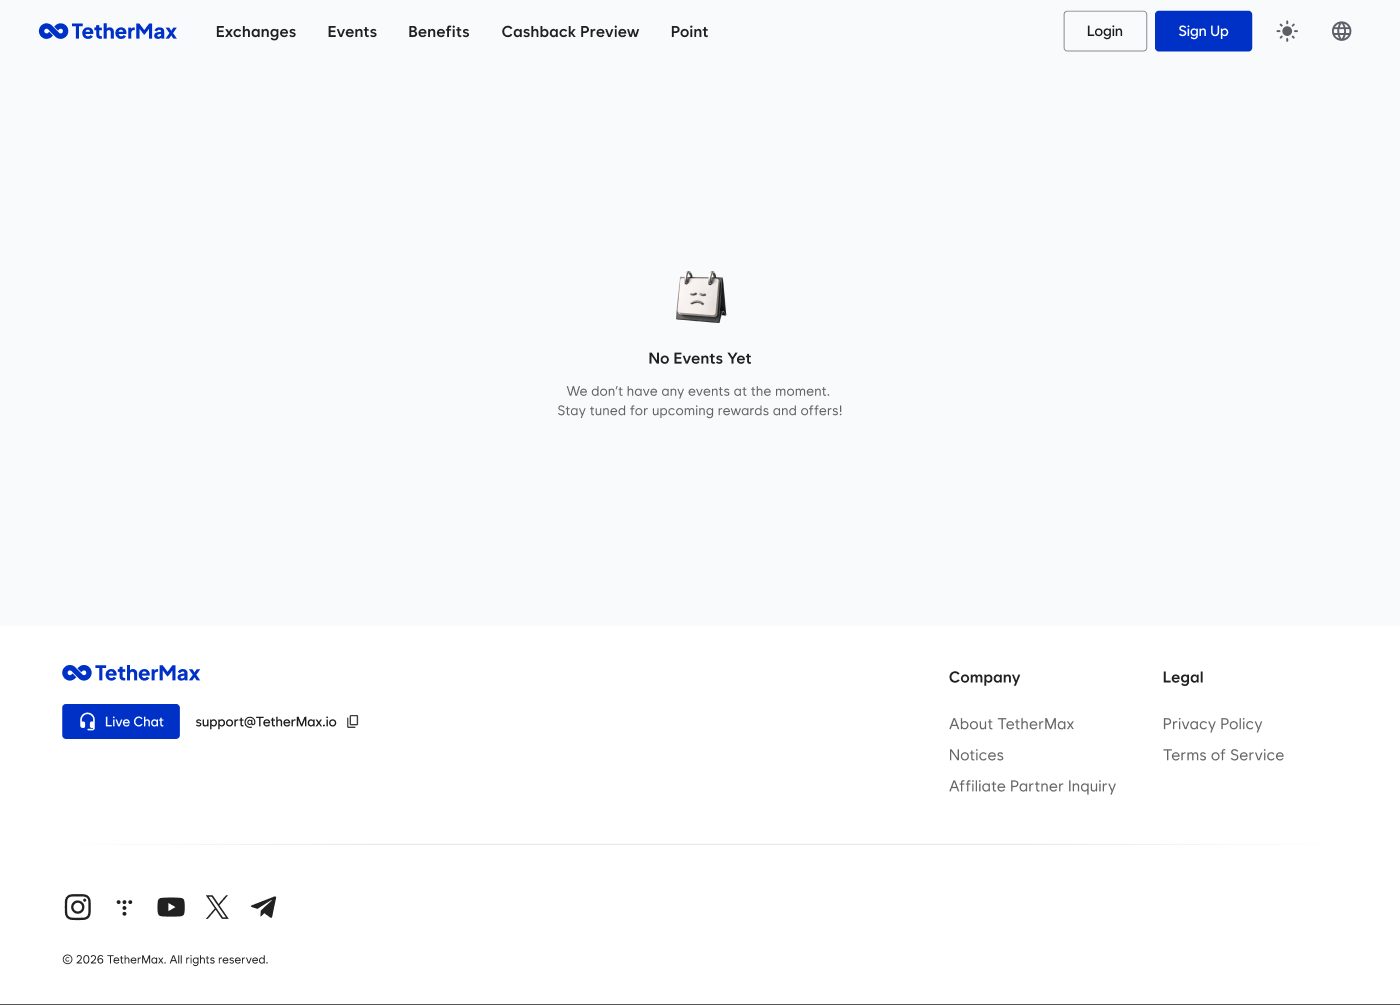 TetherMax
Exchanges
Events
Benefits
Cashback Preview
Point
Login
Sign Up
No Events Yet
We don't have any events at the moment.
Stay tuned for upcoming rewards and offers!
TetherMax
Live Chat
support@TetherMax.io
Company
About TetherMax
Notices
Affiliate Partner Inquiry
Legal
Privacy Policy
Terms of Service
© 2026 TetherMax. All rights reserved.